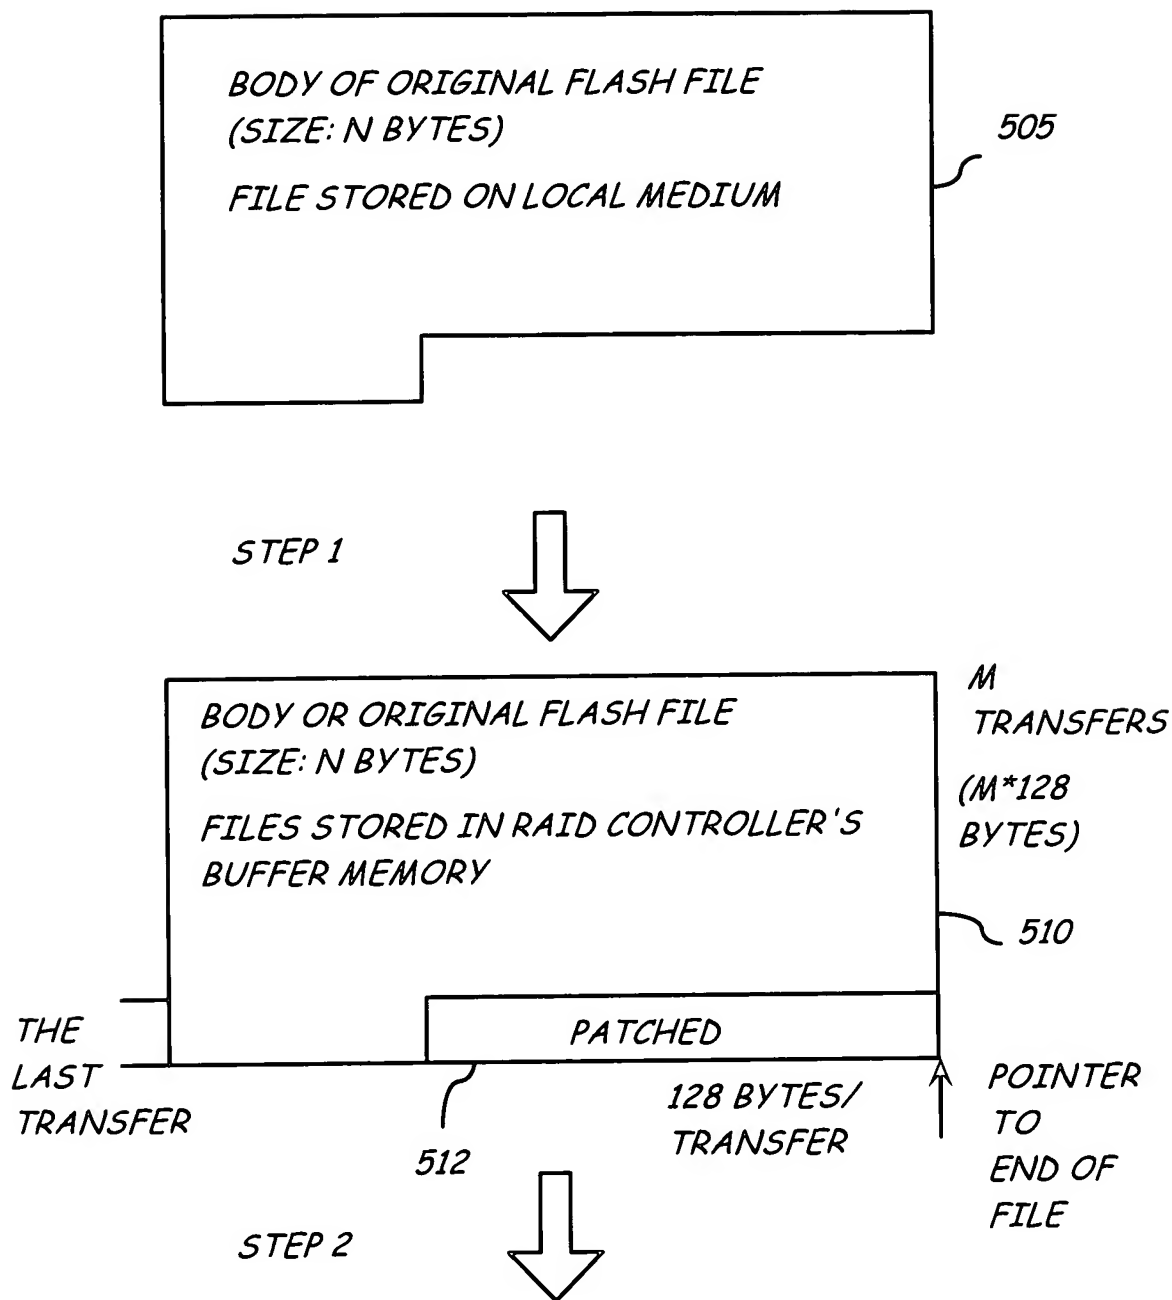 BODY OF ORIGINAL FLASH FILE
(SIZE: N BYTES)
FILE STORED ON LOCAL MEDIUM
505
STEP 1
M
TRANSFERS
(M*128
BYTES)
BODY OR ORIGINAL FLASH FILE
(SIZE: N BYTES)
FILES STORED IN RAID CONTROLLER'S
BUFFER MEMORY
510
THE
LAST
TRANSFER
PATCHED
512
128 BYTES/
TRANSFER
POINTER
TO
END OF
FILE
STEP 2